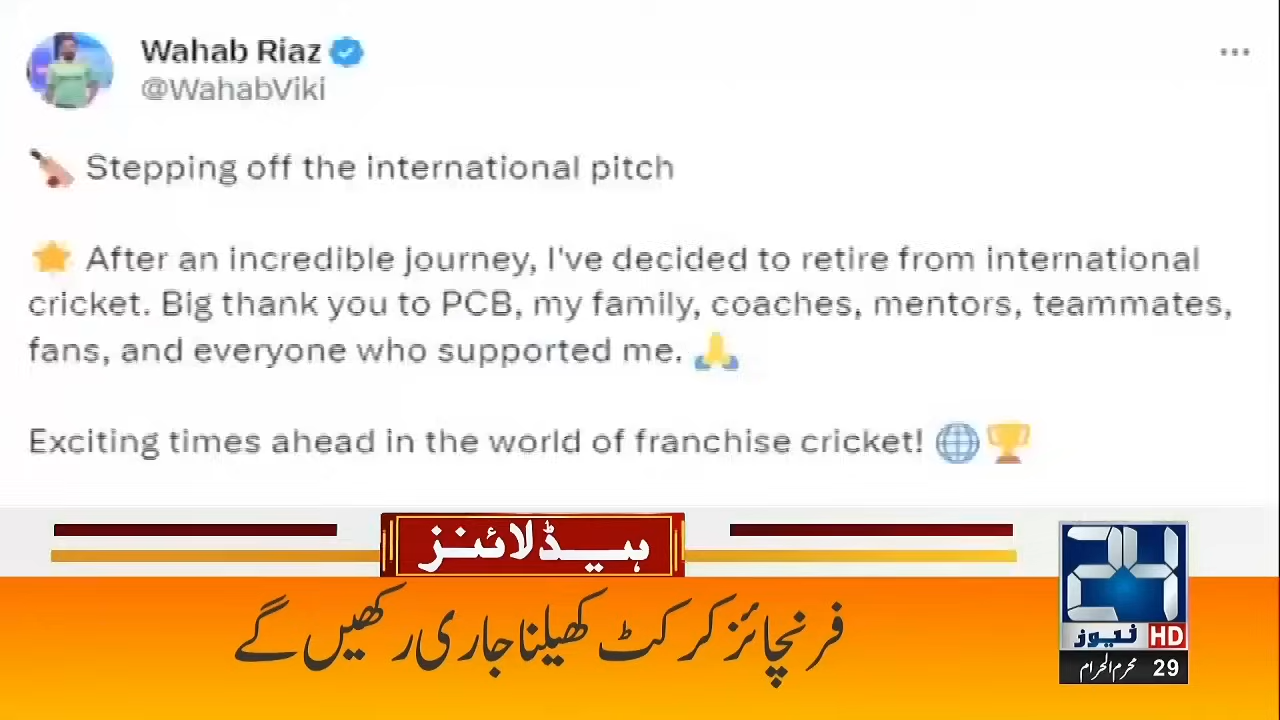 Wahab Riaz
@WahabViki
Stepping off the international pitch
After an incredible journey, I've decided to retire from international
cricket. Big thank you to PCB, my family, coaches, mentors, teammates,
fans, and everyone who supported me.
Exciting times ahead in the world of franchise cricket!
ہیڈلائنز
فرنچائز کرکٹ کھیلنا جاری رکھیں گے
24
نیوز HD
29 محرم الحرام